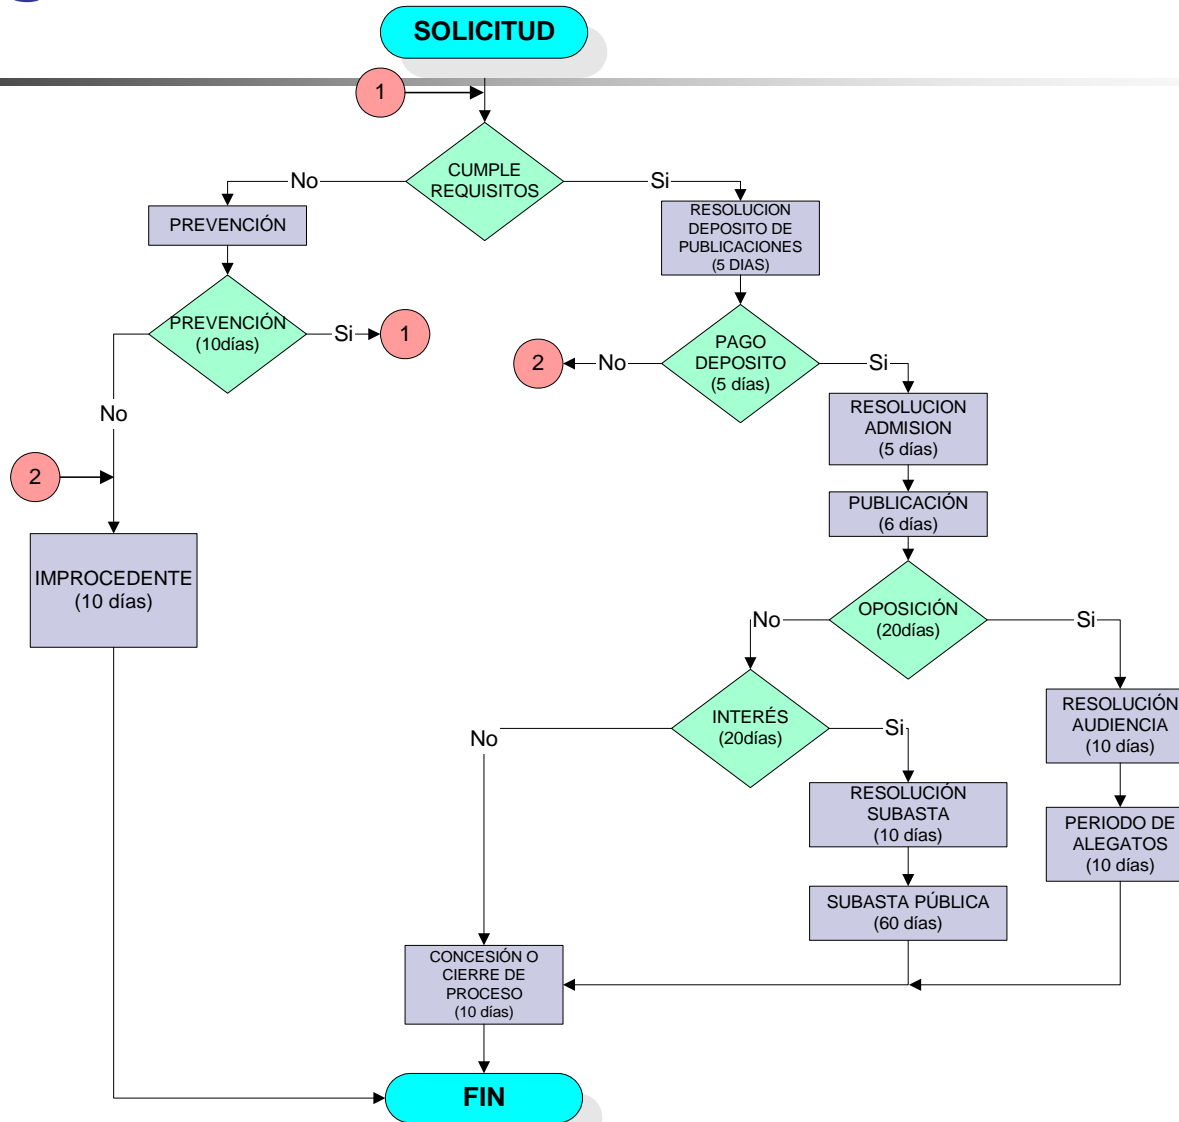 SOLICITUD
1
CUMPLE
REQUISITOS
No
Si
PREVENCIÓN
RESOLUCION
DEPOSITO DE
PUBLICACIONES
(5 DIAS)
PREVENCIÓN
(10días)
Si
1
No
2
No
PAGO
DEPOSITO
(5 días)
Si
RESOLUCION
ADMISION
(5 días)
2
PUBLICACIÓN
(6 días)
IMPROCEDENTE
(10 días)
OPOSICIÓN
(20días)
No
Si
INTERÉS
(20días)
No
Si
RESOLUCIÓN
AUDIENCIA
(10 días)
RESOLUCIÓN
SUBASTA
(10 días)
PERIODO DE
ALEGATOS
(10 días)
SUBASTA PÚBLICA
(60 días)
CONCESIÓN O
CIERRE DE
PROCESO
(10 días)
FIN